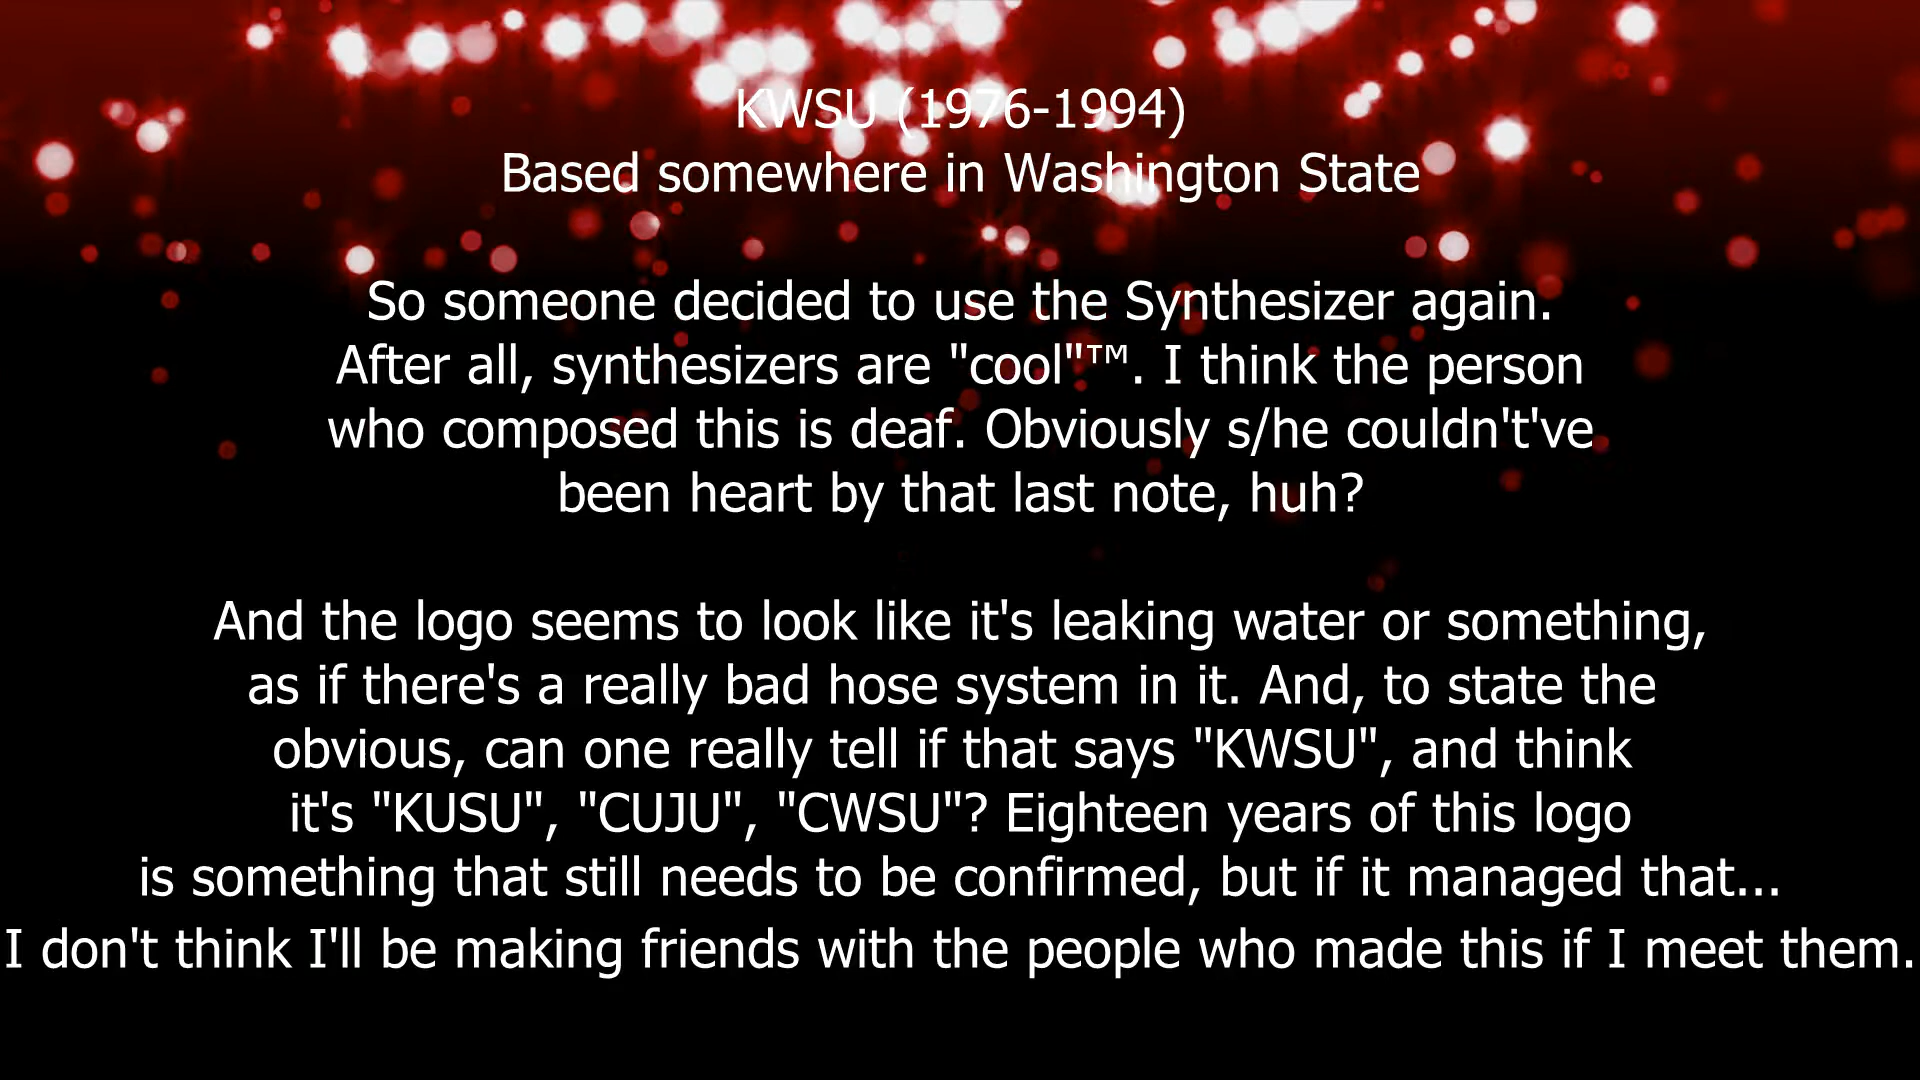 KWSU (1976-1994)
Based somewhere in Washington State
So someone decided to use the Synthesizer again.
After all, synthesizers are "cool"™. I think the person
who composed this is deaf. Obviously s/he couldn't've
been heart by that last note, huh?
And the logo seems to look like it's leaking water or something,
as if there's a really bad hose system in it. And, to state the
obvious, can one really tell if that says "KWSU", and think
it's "KUSU", "CUJU", "CWSU"? Eighteen years of this logo
is something that still needs to be confirmed, but if it managed that...
I don't think I'll be making friends with the people who made this if I meet them.